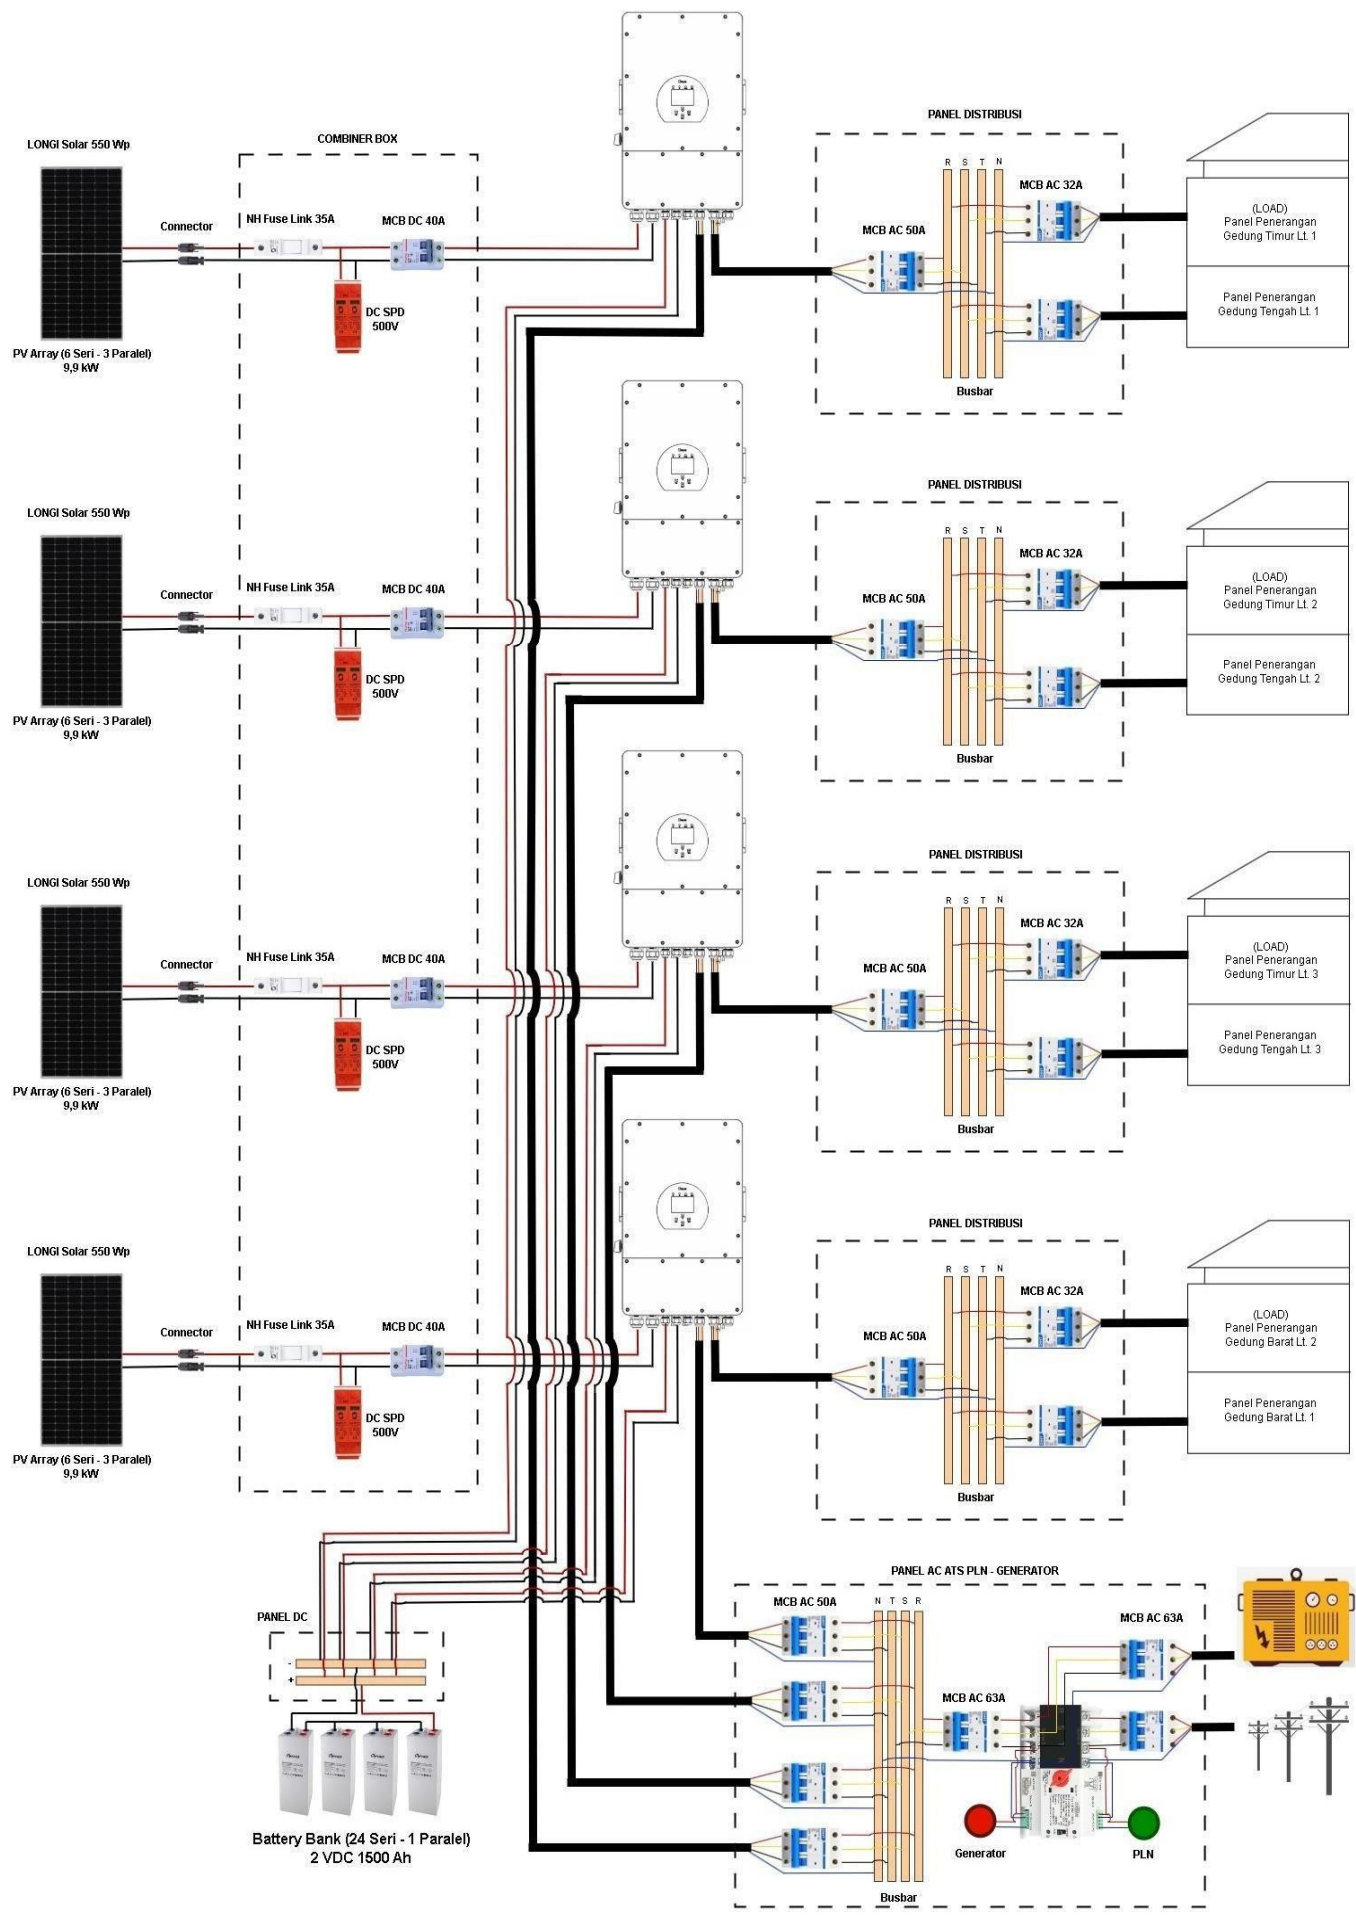 PANEL DISTRIBUSI
COMBINER BOX
LONGI Solar 550 Wp
R S T N
MCB AC 32A
NH Fuse Link 35A
MCB DC 40A
Connector
MCB AC 50A
(LOAD)
Panel Penerangan
Gedung Timur Lt. 1
DC SPD
500V
Panel Penerangan
Gedung Tengah Lt. 1
PV Array (6 Seri - 3 Paralel)
9,9 kW
Busbar
PANEL DISTRIBUSI
LONGI Solar 550 Wp
R S T N
MCB AC 32A
NH Fuse Link 35A
MCB DC 40A
Connector
MCB AC 50A
(LOAD)
Panel Penerangan
Gedung Timur Lt. 2
DC SPD
500V
Panel Penerangan
Gedung Tengah Lt. 2
PV Array (6 Seri - 3 Paralel)
9,9 kW
Busbar
PANEL DISTRIBUSI
LONGI Solar 550 Wp
R S T N
MCB AC 32A
NH Fuse Link 35A
MCB DC 40A
Connector
MCB AC 50A
(LOAD)
Panel Penerangan
Gedung Timur Lt. 3
DC SPD
500V
Panel Penerangan
Gedung Tengah Lt. 3
PV Array (6 Seri - 3 Paralel)
9,9 kW
Busbar
PANEL DISTRIBUSI
LONGI Solar 550 Wp
R S T N
MCB AC 32A
NH Fuse Link 35A
MCB DC 40A
Connector
MCB AC 50A
(LOAD)
Panel Penerangan
Gedung Barat Lt. 2
DC SPD
500V
Panel Penerangan
Gedung Barat Lt. 1
PV Array (6 Seri - 3 Paralel)
9,9 kW
Busbar
PANEL AC ATS PLN - GENERATOR
MCB AC 50A
N T S R
MCB AC 63A
PANEL DC
-
+
MCB AC 63A
Battery Bank (24 Seri - 1 Paralel)
2 VDC 1500 Ah
Generator
PLN
Busbar